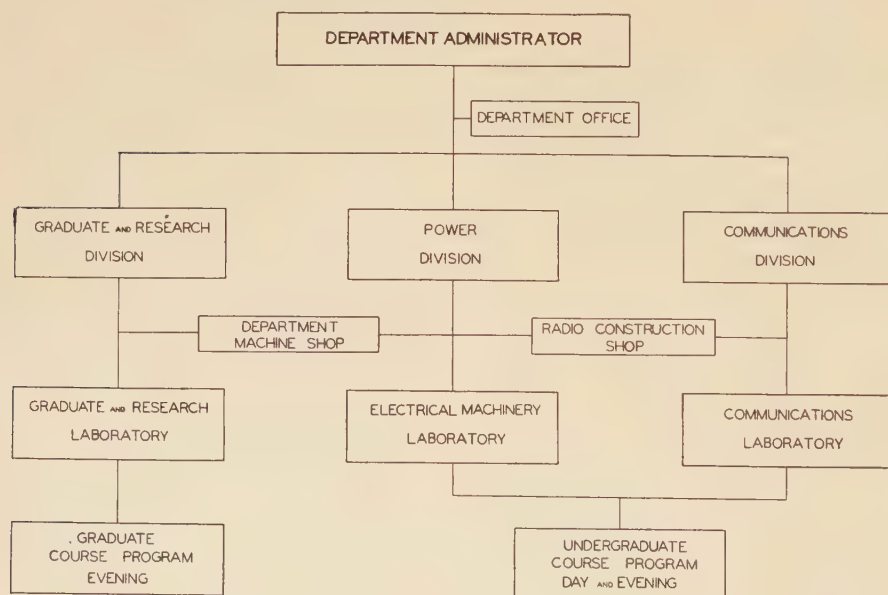 DEPARTMENT ADMINISTRATOR
DEPARTMENT OFFICE
GRADUATE AND RESEARCH
DIVISION
POWER
DIVISION
COMMUNICATIONS
DIVISION
DEPARTMENT
MACHINE SHOP
RADIO CONSTRUCTION
SHOP
GRADUATE AND RESEARCH
LABORATORY
ELECTRICAL MACHINERY
LABORATORY
COMMUNICATIONS
LABORATORY
GRADUATE
COURSE PROGRAM
EVENING
UNDERGRADUATE
COURSE PROGRAM
DAY AND EVENING